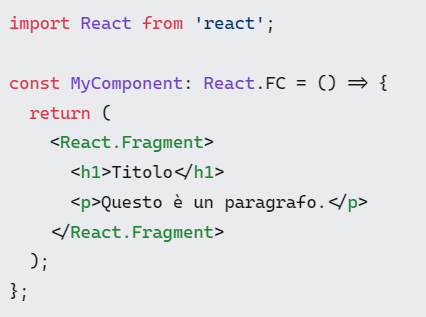 import React from 'react';
const MyComponent: React.FC = () => {
return (
<React.Fragment>
<h1>Titolo</h1>
<p>Questo è un paragrafo.</p>
</React.Fragment>
);
};